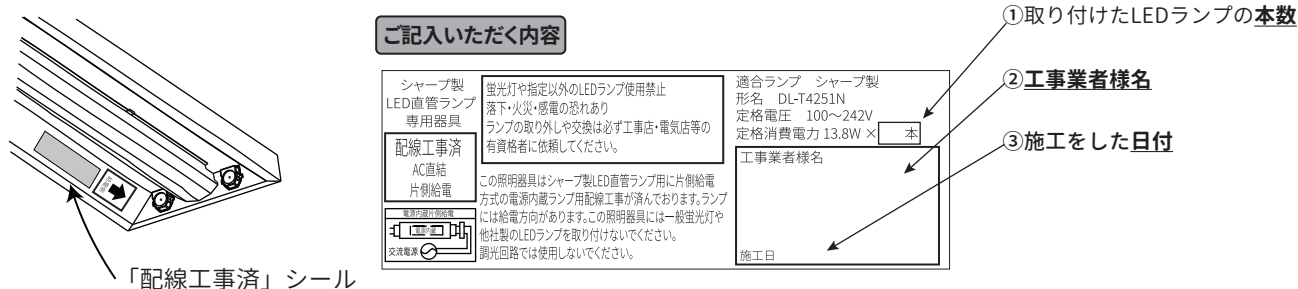 ①取り付けたLEDランプの本数
ご記入いただく内容
シャープ製
LED直管ランプ
専用器具
配線工事済
AC直結
片側給電
電源内蔵片側給電
電源内蔵
交流電源
蛍光灯や指定以外のLEDランプ使用禁止
落下・火災・感電の恐れあり
ランプの取り外しや交換は必ず工事店・電気店等の
有資格者に依頼してください。
この照明器具はシャープ製LED直管ランプ用に片側給電
方式の電源内蔵ランプ用配線工事が済んでおります。ランプ
には給電方向があります。この照明器具には一般蛍光灯や
他社製のLEDランプを取り付けないでください。
調光回路では使用しないでください。
適合ランプ　シャープ製
形名　DL-T4251N
定格電圧　100～242V
定格消費電力 13.8W ×　本
工事業者様名
施工日
②工事業者様名
③施工をした日付
「配線工事済」シール